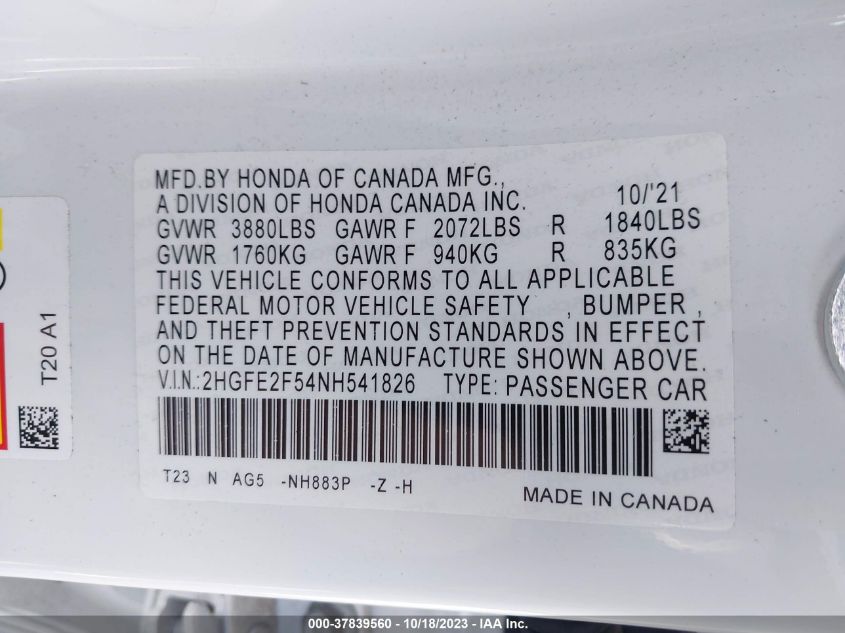 MFD.BY HONDA OF CANADA MFG.,
A DIVISION OF HONDA CANADA INC. 10/'21
GVWR 3880LBS GAWR F 2072LBS R 1840LBS
GVWR 1760KG GAWR F 940KG R 835KG
THIS VEHICLE CONFORMS TO ALL APPLICABLE
FEDERAL MOTOR VEHICLE SAFETY , BUMPER ,
AND THEFT PREVENTION STANDARDS IN EFFECT
ON THE DATE OF MANUFACTURE SHOWN ABOVE.
V.I.N.:2HGFE2F54NH541826 TYPE: PASSENGER CAR
T23 N AG5 -NH883P -Z -H
MADE IN CANADA
T20 A1
000-37839560 - 10/18/2023 - IAA Inc.